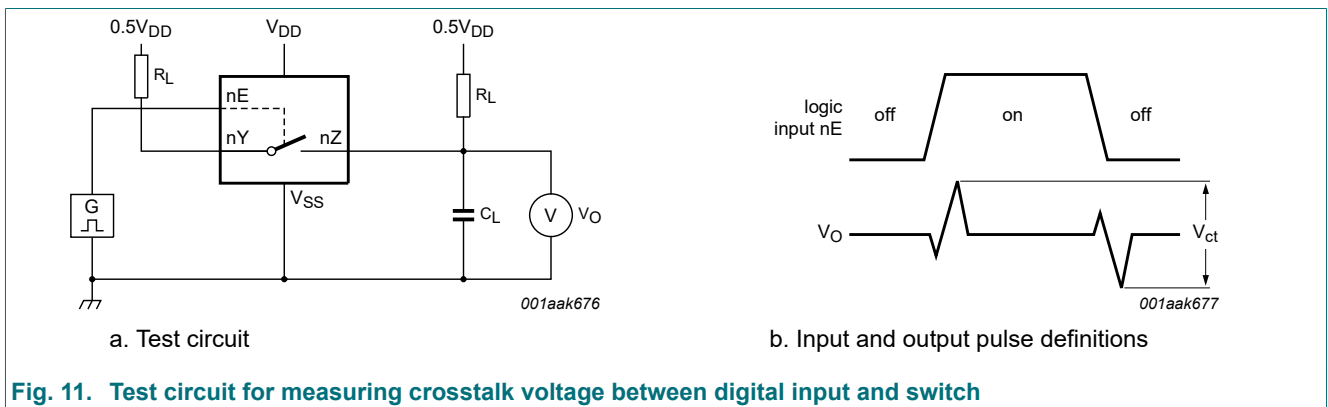 0.5VDD
VDD
0.5VDD
RL
RL
nE
nY
nZ
VSS
G
CL
V
VO
001aak676
a. Test circuit
logic
input nE
off
on
off
VO
Vct
001aak677
b. Input and output pulse definitions
Fig. 11. Test circuit for measuring crosstalk voltage between digital input and switch